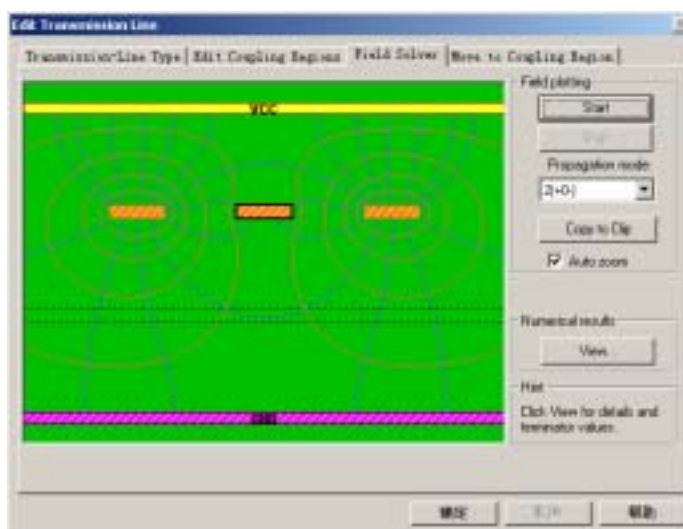 Edit Transmission Line
Transmission-Line Type
Edit Coupling Regions
Field Solver
Move to Coupling Region
VCC
Field plotting
Start
Propagation mode
2(+0-)
Copy to Clip
Auto zoom
Numerical results
View...
Hint
Click View for details and
terminator values.
确定
帮助